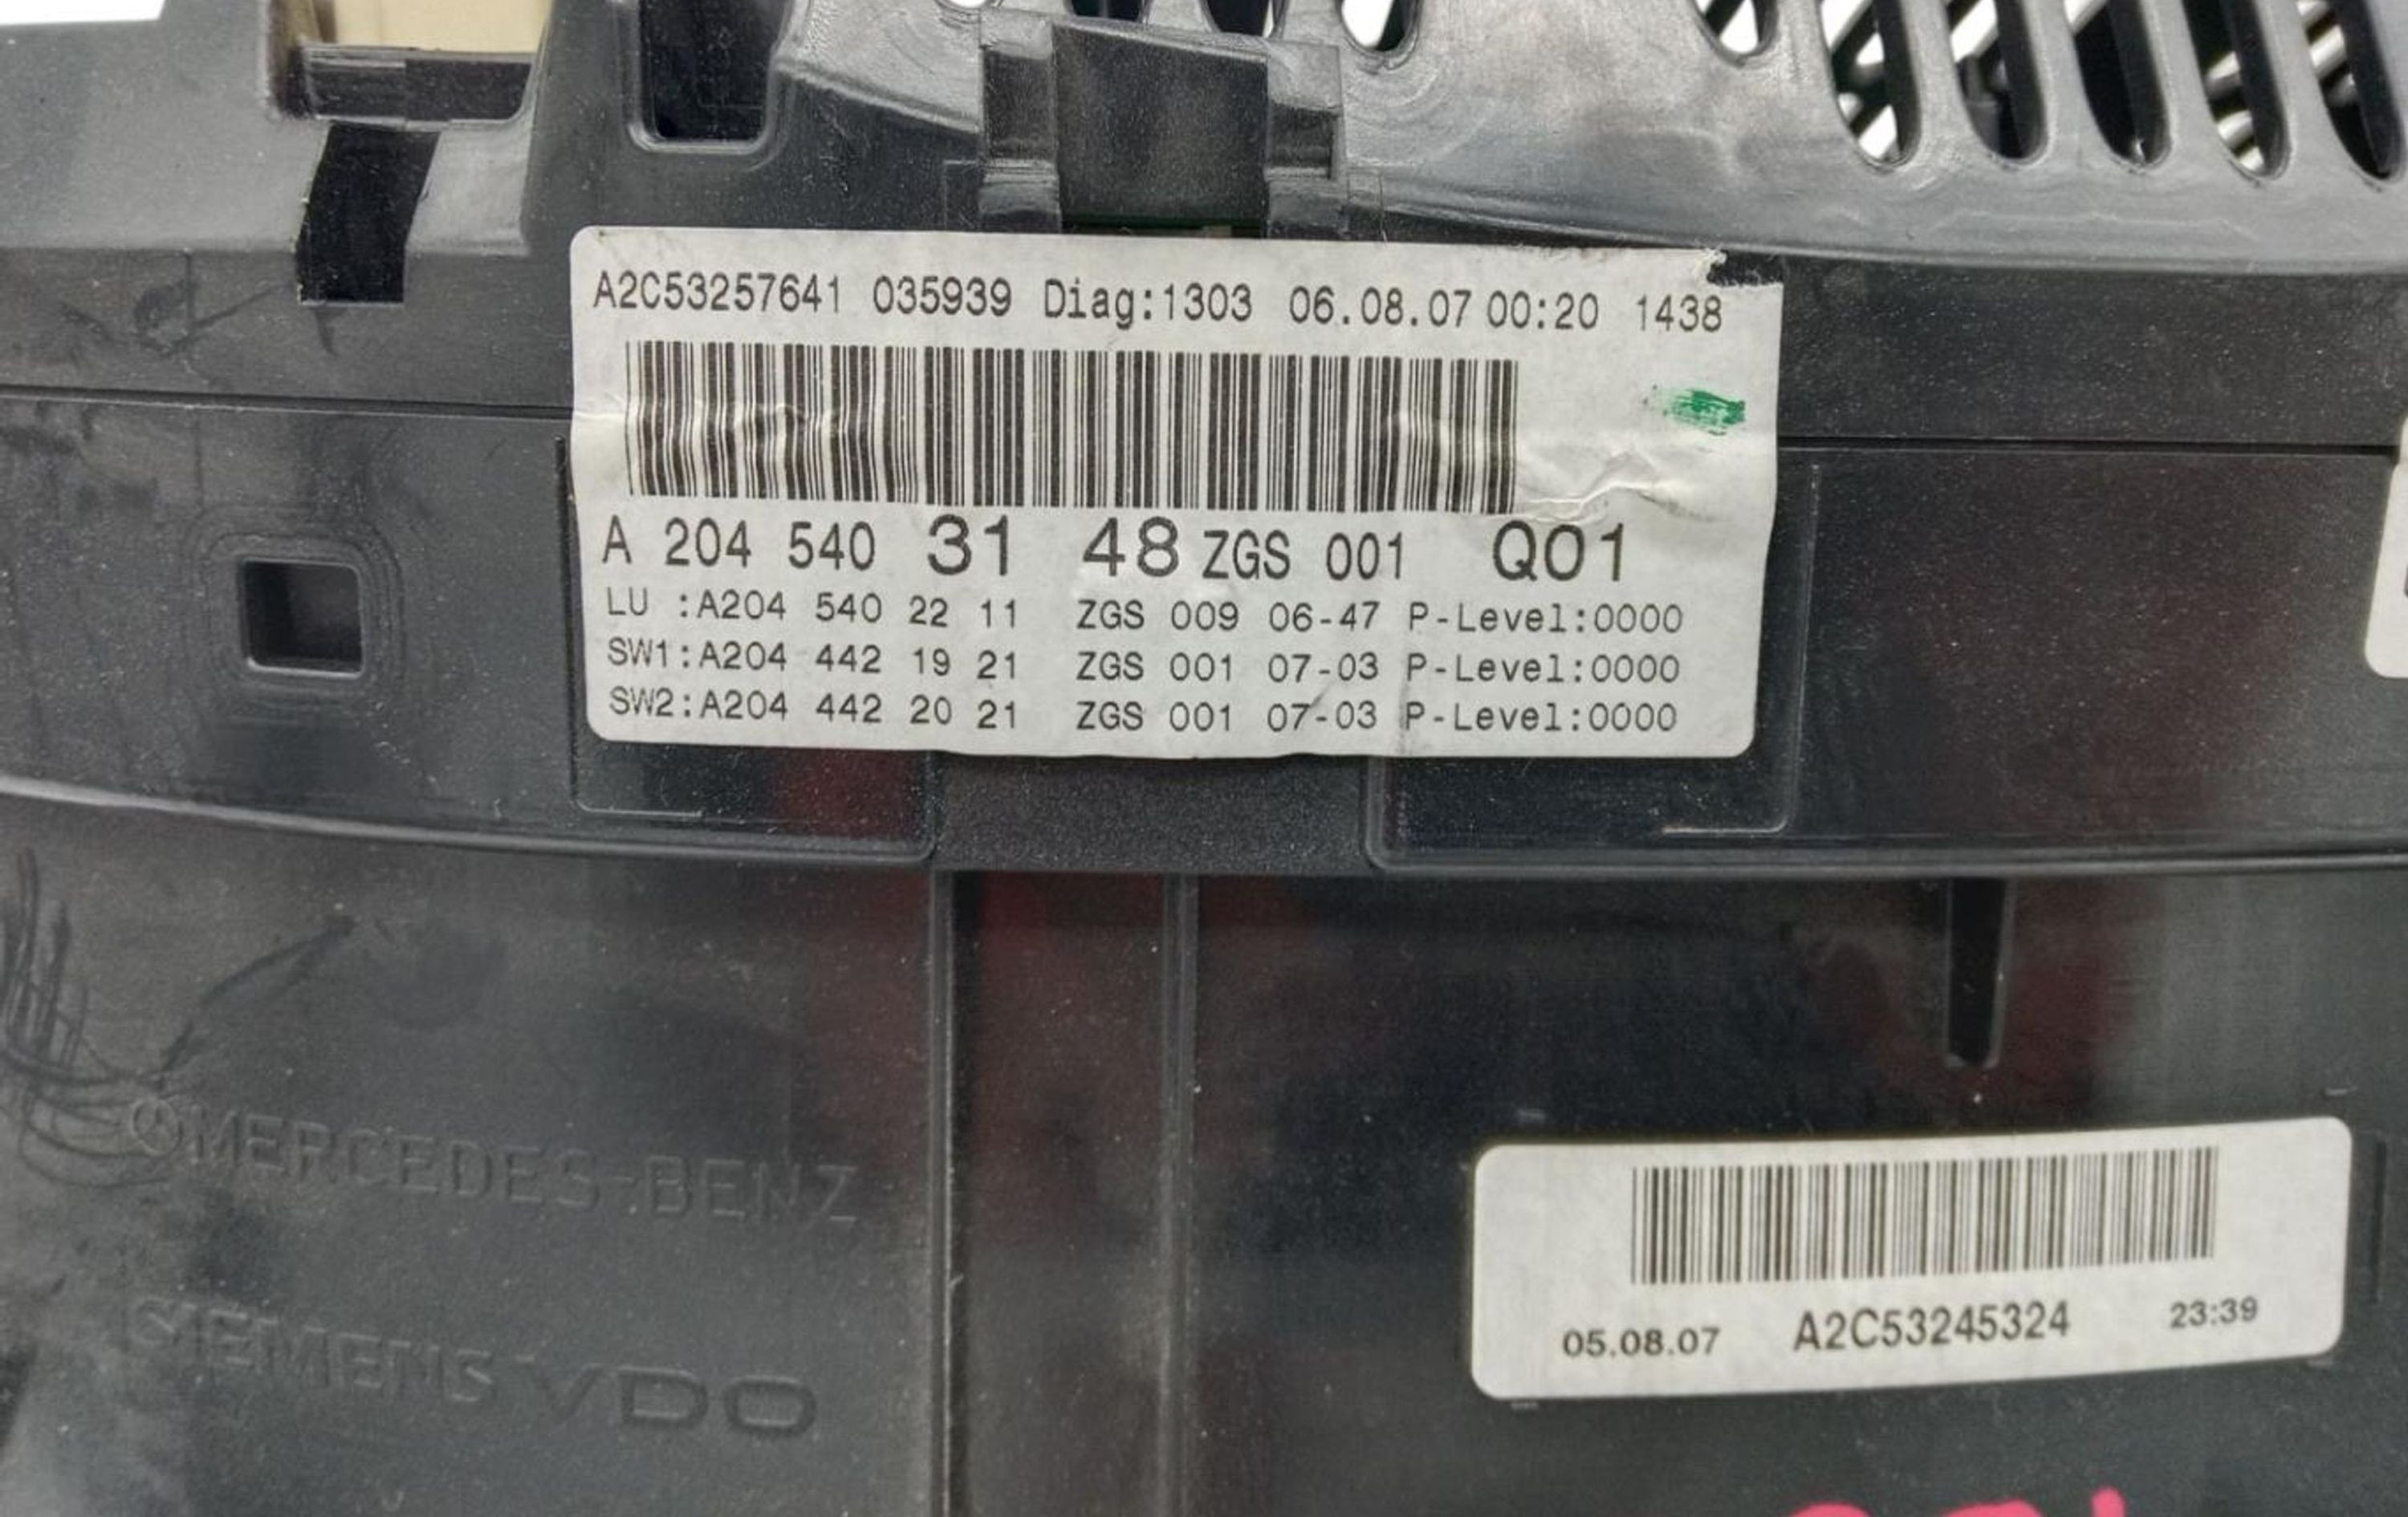 A2C53257641 035939 Diag:1303 06.08.07 00:20 1438
A 204 540 31 48 ZGS 001 Q01
LU :A204 540 22 11 ZGS 009 06-47 P-Level:0000
SW1:A204 442 19 21 ZGS 001 07-03 P-Level:0000
SW2:A204 442 20 21 ZGS 001 07-03 P-Level:0000
MERCEDES-BENZ
SIEMENS VDO
05.08.07 A2C53245324 23:39